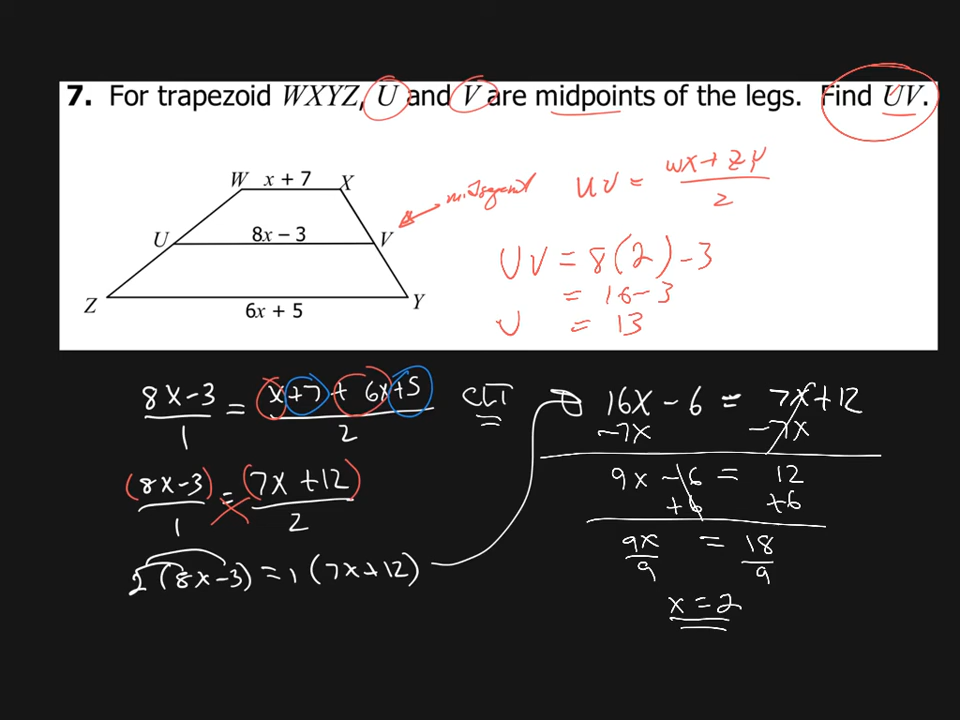 7. For trapezoid WXYZ, U and V are midpoints of the legs. Find UV.
W x + 7 X
U 8x − 3 V
Z 6x + 5 Y
midsegment
UV = WX + ZY / 2
UV = 8(2) - 3
= 16 - 3
U = 13
8x-3 / 1 = x+7 + 6x+5 / 2
CLT
(8x-3) / 1 = (7x+12) / 2
2(8x-3) = 1(7x+12)
16x - 6 = 7x+12
-7x -7x
9x - 6 = 12
+6 +6
9x / 9 = 18 / 9
x = 2